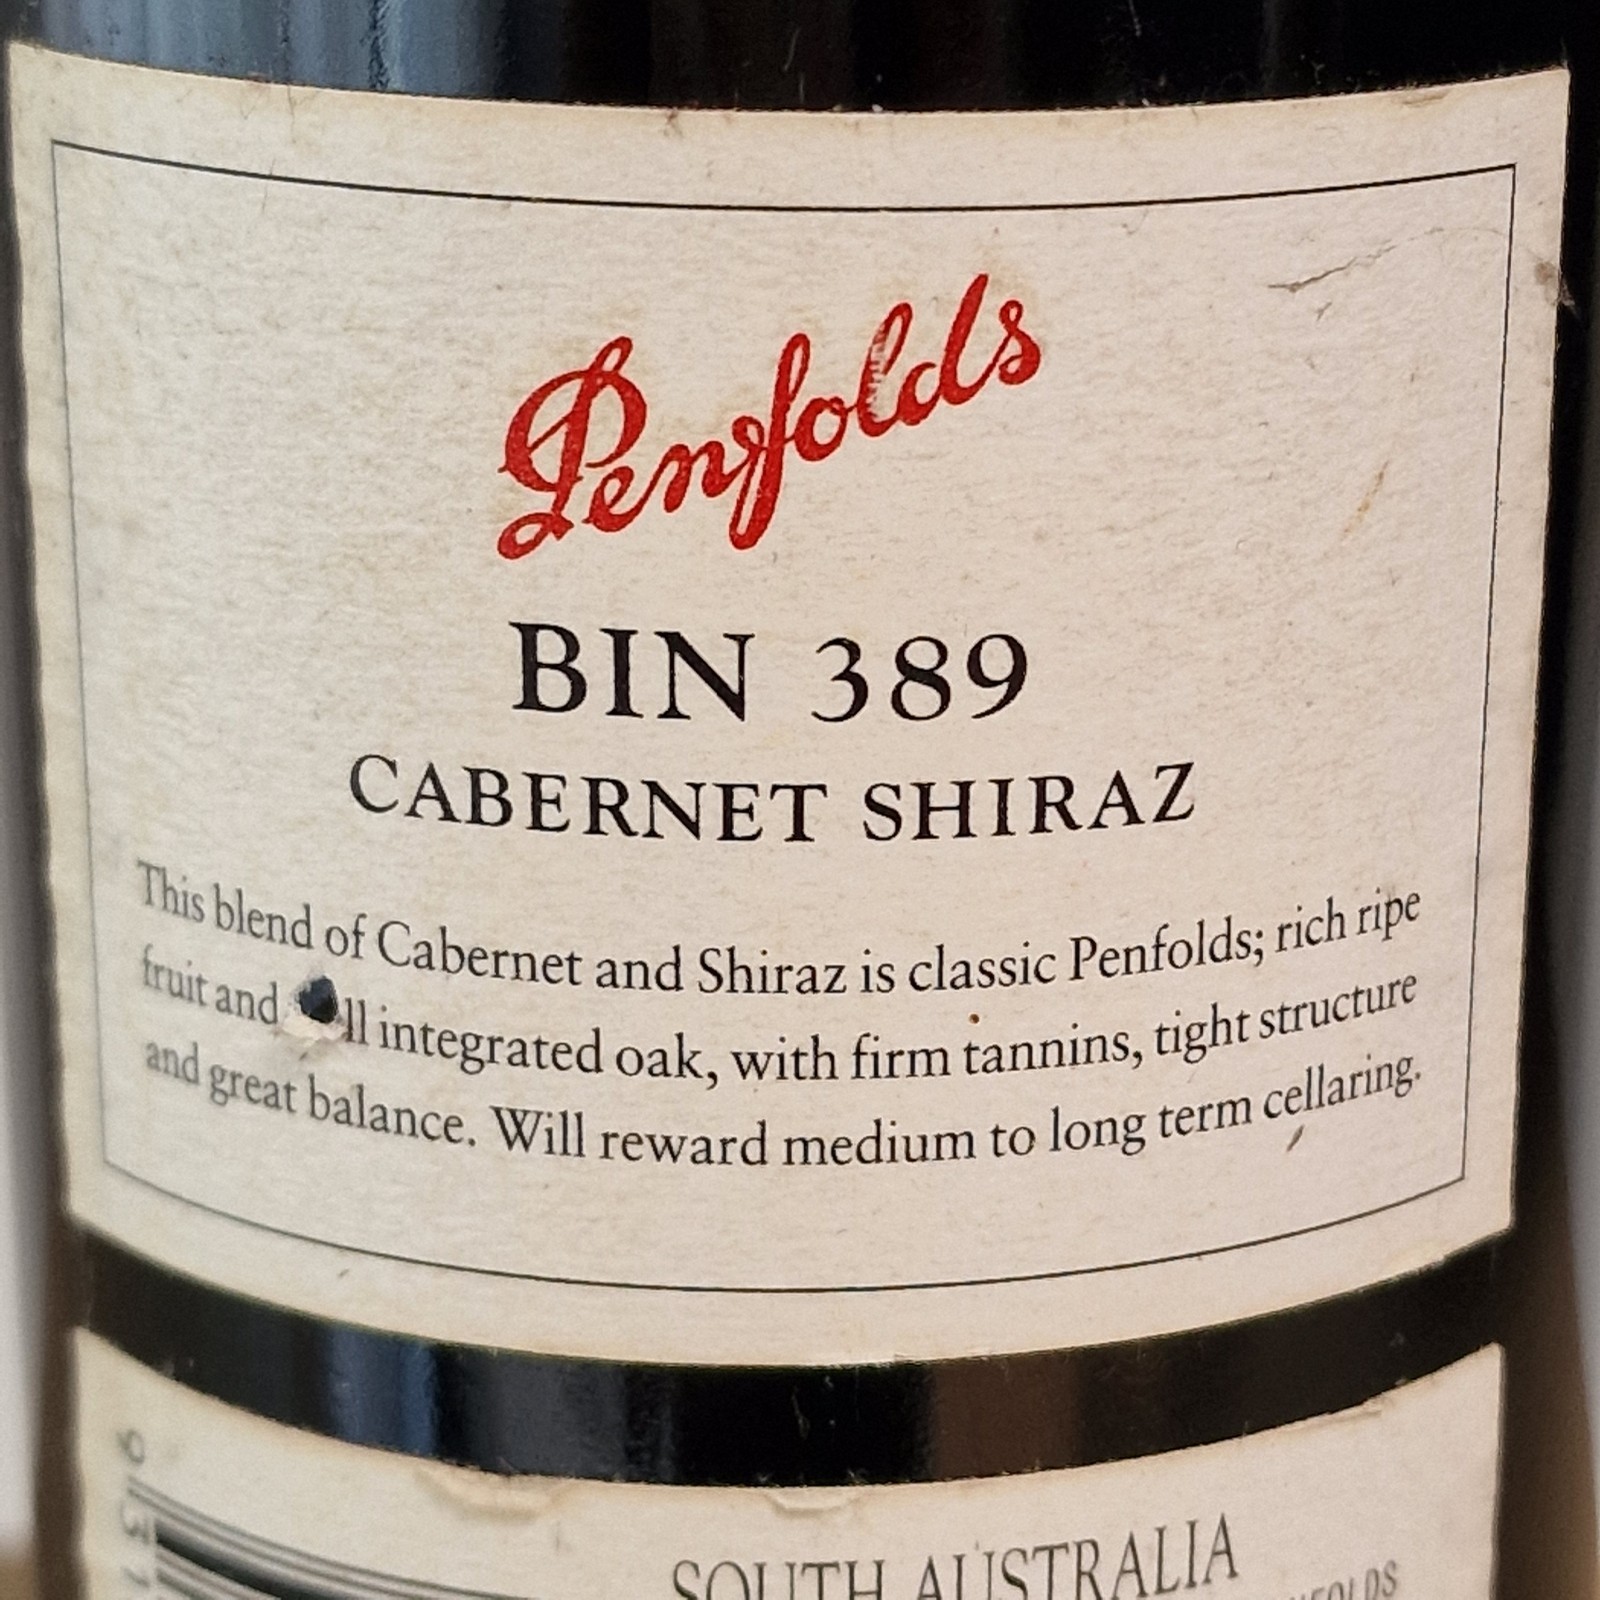 Penfolds
BIN 389
CABERNET SHIRAZ
This blend of Cabernet and Shiraz is classic Penfolds; rich ripe
fruit and ll integrated oak, with firm tannins, tight structure
and great balance. Will reward medium to long term cellaring.
SOUTH AUSTRALIA